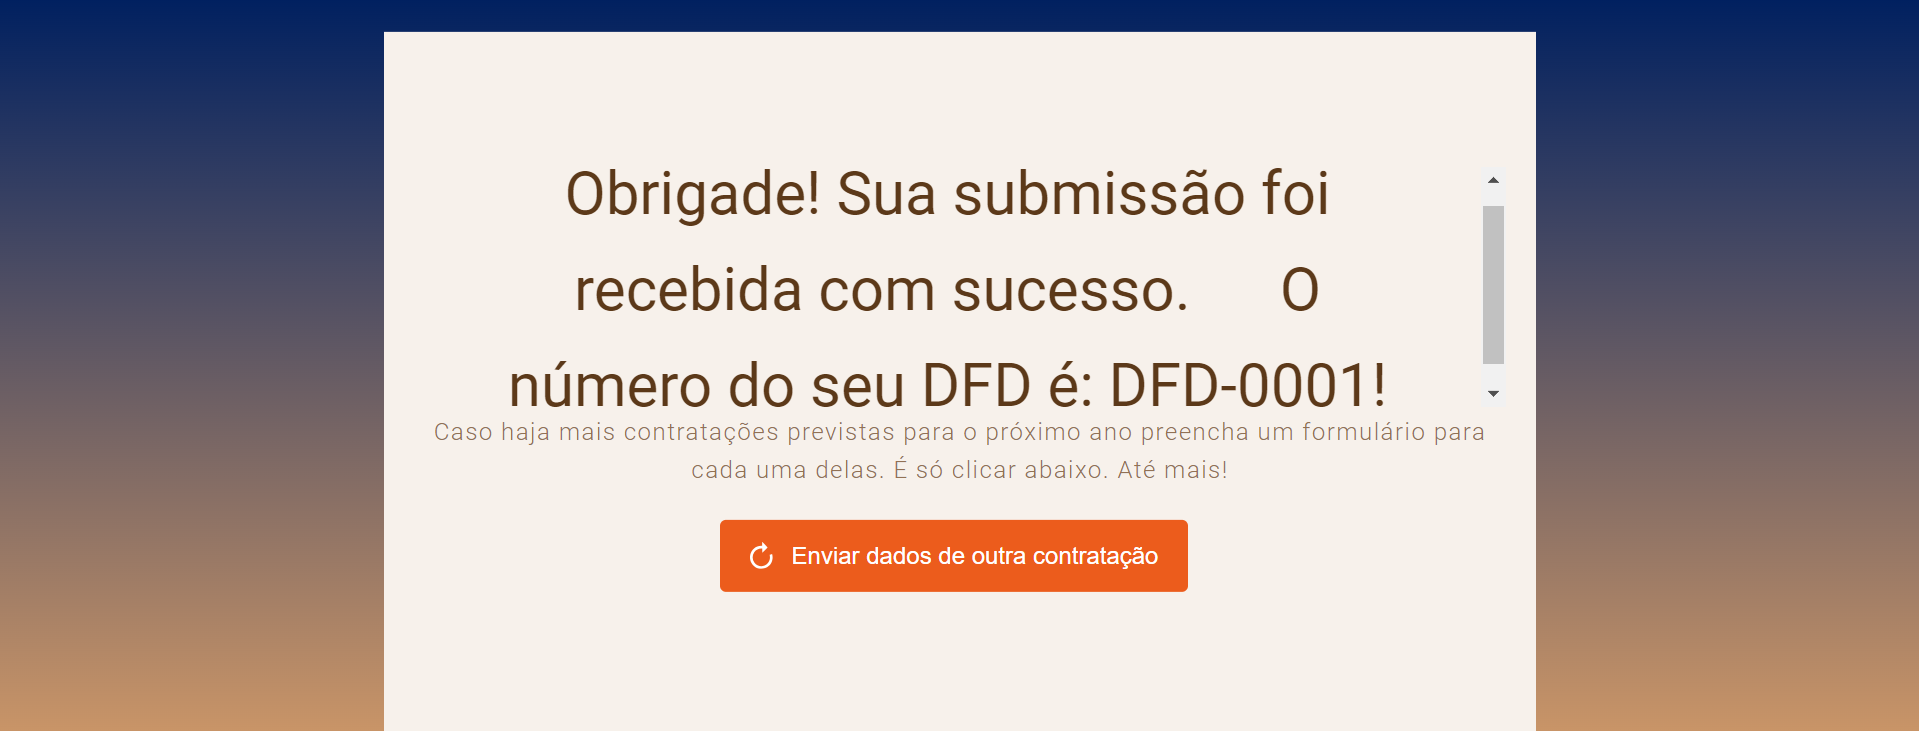 Obrigade! Sua submissão foi
recebida com sucesso. O
número do seu DFD é: DFD-0001!
Caso haja mais contratações previstas para o próximo ano preencha um formulário para
cada uma delas. É só clicar abaixo. Até mais!
Enviar dados de outra contratação